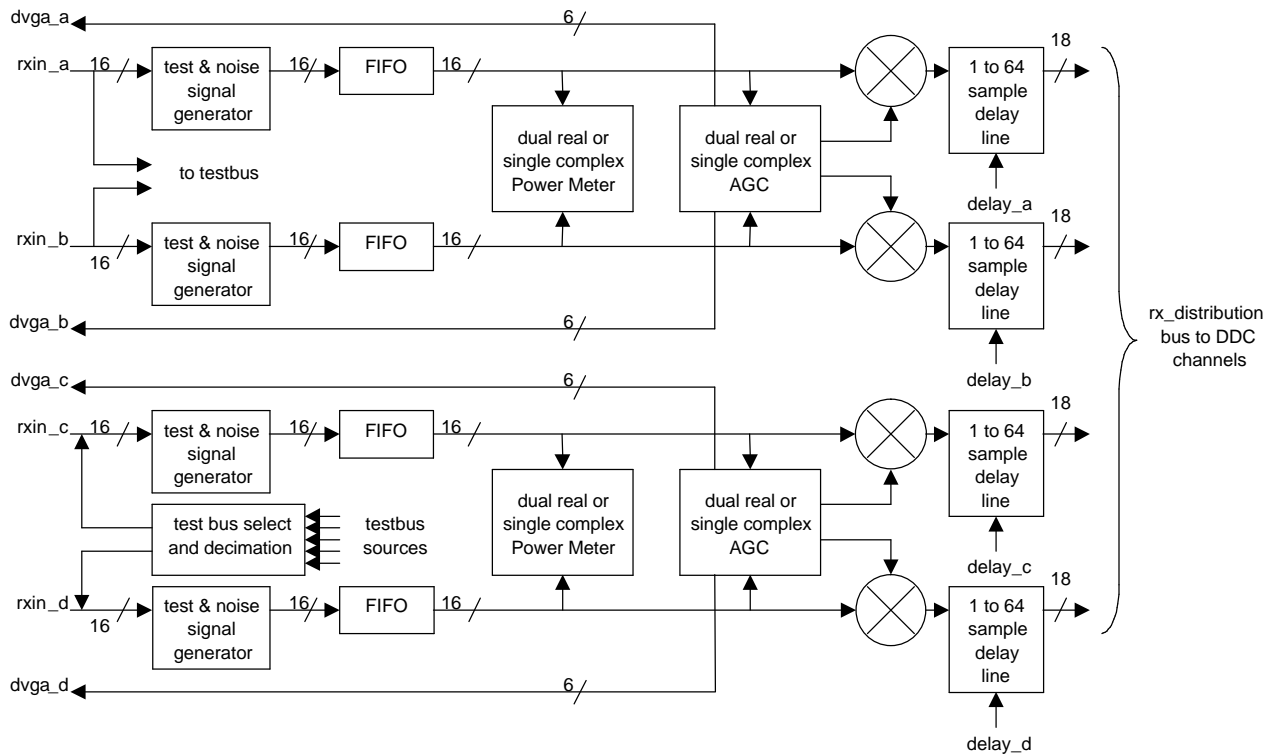 dvga_a
6
18
rxin_a
16
test & noise
signal
generator
16
FIFO
16
1 to 64
sample
delay
line
to testbus
dual real or
single complex
Power Meter
dual real or
single complex
AGC
delay_a
18
rxin_b
16
test & noise
signal
generator
16
FIFO
16
1 to 64
sample
delay
line
dvga_b
6
delay_b
rx_distribution
bus to DDC
channels
dvga_c
6
18
rxin_c
16
test & noise
signal
generator
16
FIFO
16
1 to 64
sample
delay
line
test bus select
and decimation
testbus
sources
dual real or
single complex
Power Meter
dual real or
single complex
AGC
delay_c
18
rxin_d
16
test & noise
signal
generator
16
FIFO
16
1 to 64
sample
delay
line
dvga_d
6
delay_d